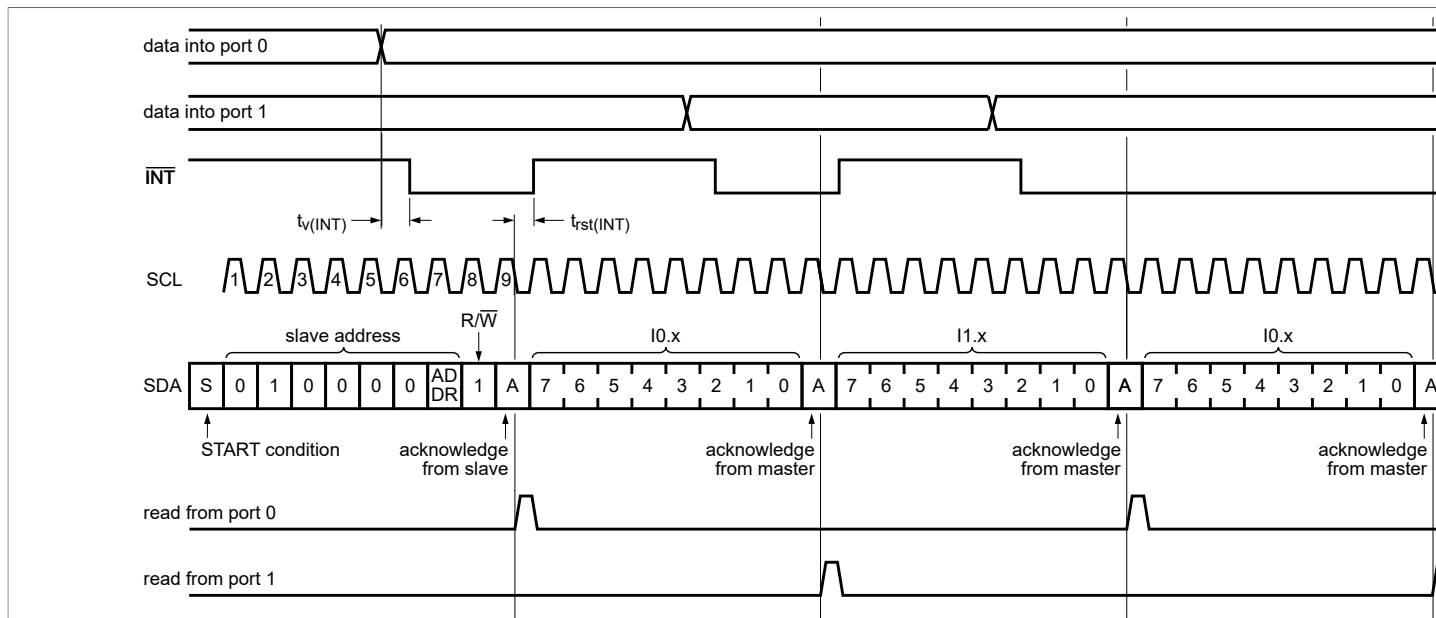 data into port 0
data into port 1
INT
tv(INT)
trst(INT)
SCL
1 2 3 4 5 6 7 8 9
R/W
slave address
I0.x
I1.x
I0.x
SDA
S 0 1 0 0 0 0 AD DR 1 A 7 6 5 4 3 2 1 0 A 7 6 5 4 3 2 1 0 A 7 6 5 4 3 2 1 0 A
START condition
acknowledge
from slave
acknowledge
from master
acknowledge
from master
acknowledge
from master
read from port 0
read from port 1